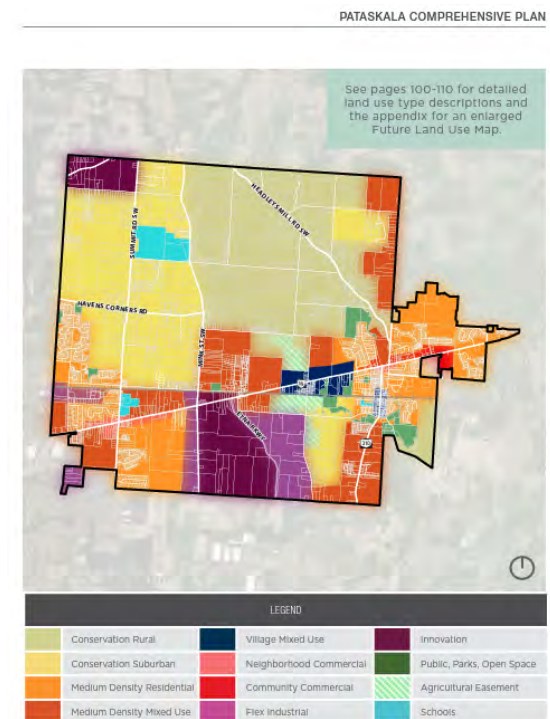 PATASKALA COMPREHENSIVE PLAN
See pages 100-110 for detailed
land use type descriptions and
the appendix for an enlarged
Future Land Use Map.
HEADLEYS MILL RD SW
SUMMIT RD SW
HAVENS CORNERS RD
MINK ST SW
310
LEGEND
Conservation Rural
Village Mixed Use
Innovation
Conservation Suburban
Neighborhood Commercial
Public, Parks, Open Space
Medium Density Residential
Community Commercial
Agricultural Easement
Medium Density Mixed Use
Flex Industrial
Schools